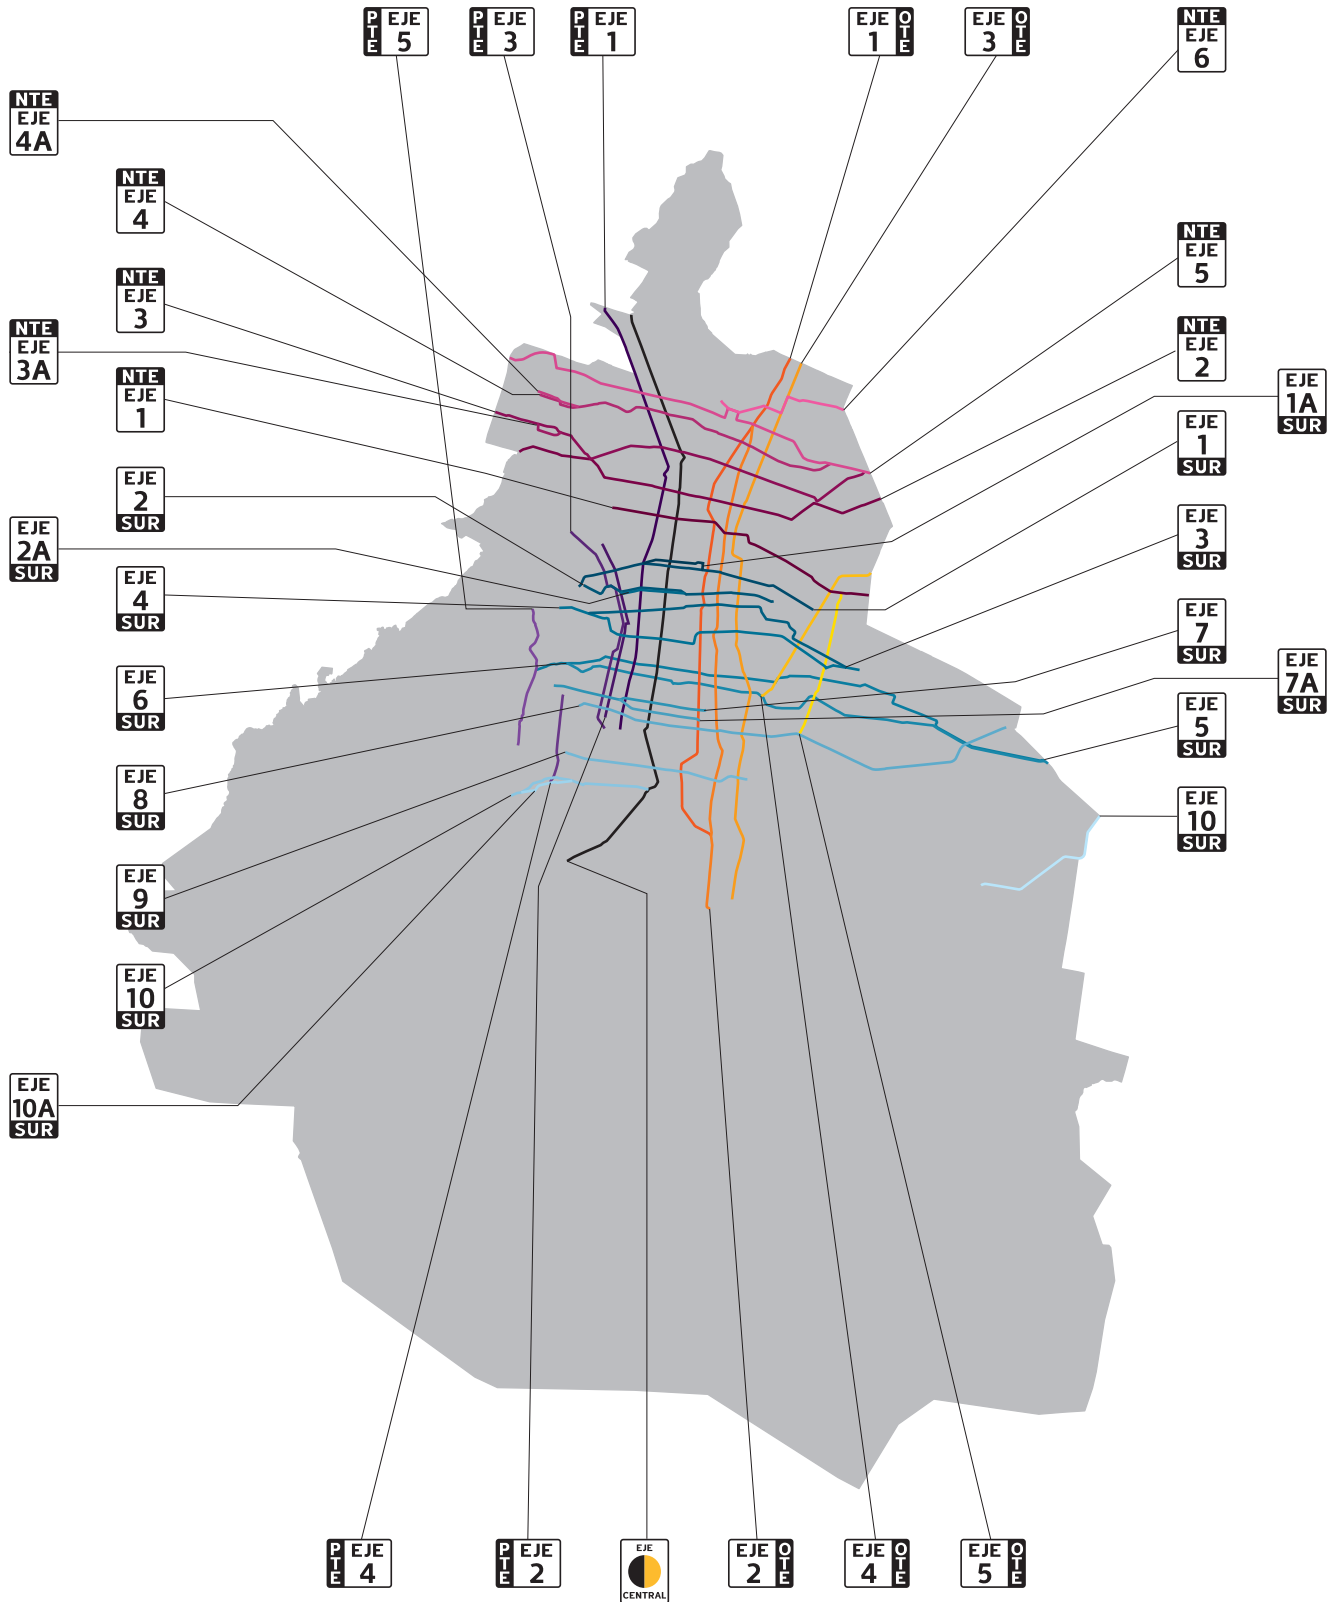 PTE EJE 5
PTE EJE 3
PTE EJE 1
EJE 1 OTE
EJE 3 OTE
NTE EJE 6
NTE EJE 4A
NTE EJE 4
NTE EJE 5
NTE EJE 3
NTE EJE 3A
NTE EJE 2
NTE EJE 1
EJE 1A SUR
EJE 1 SUR
EJE 2 SUR
EJE 2A SUR
EJE 3 SUR
EJE 4 SUR
EJE 7 SUR
EJE 6 SUR
EJE 7A SUR
EJE 5 SUR
EJE 8 SUR
EJE 10 SUR
EJE 9 SUR
EJE 10 SUR
EJE 10A SUR
PTE EJE 4
PTE EJE 2
EJE CENTRAL
EJE 2 OTE
EJE 4 OTE
EJE 5 OTE